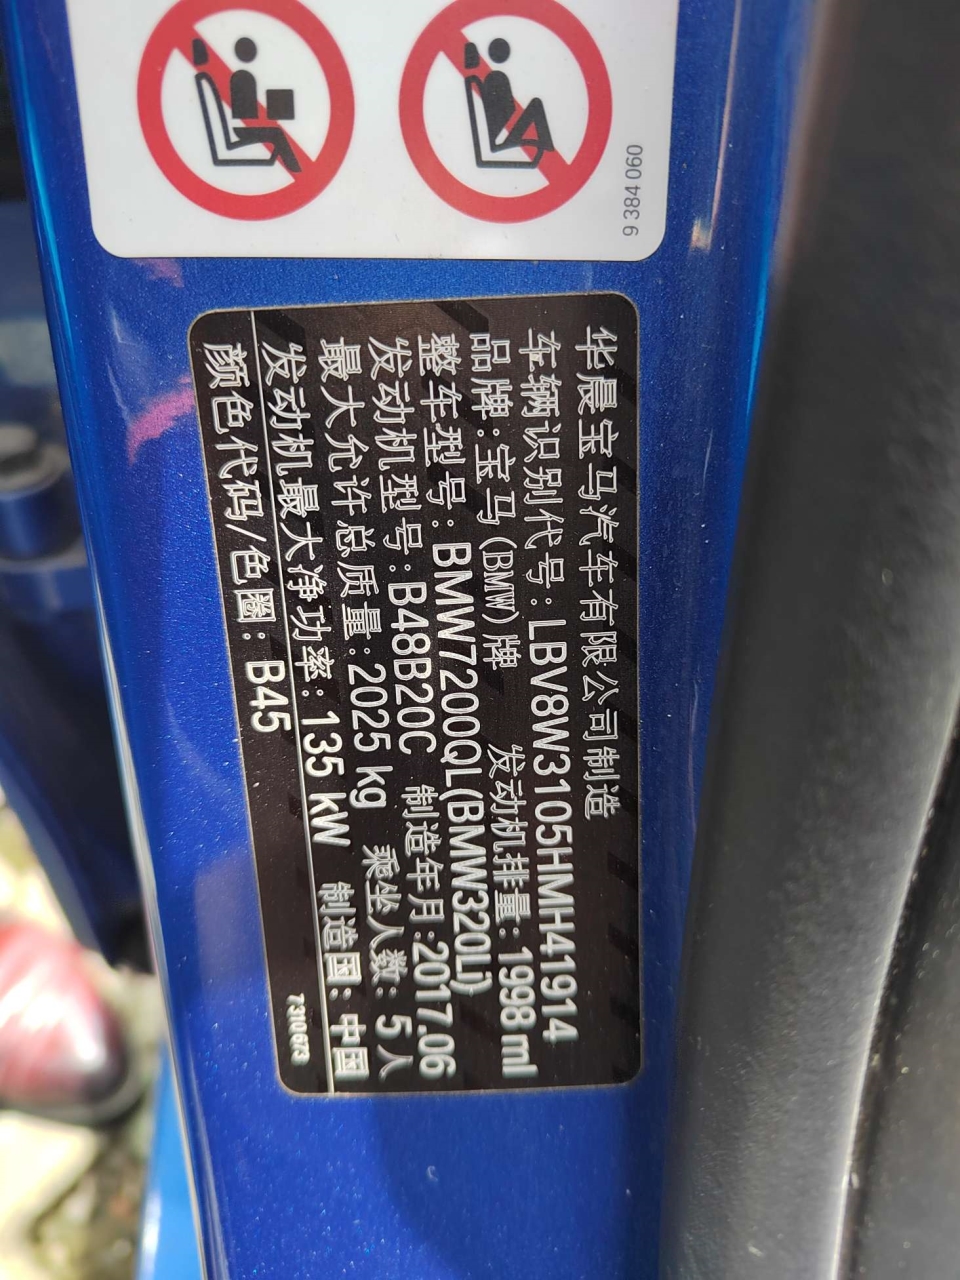 9 384 060
华晨宝马汽车有限公司制造
车辆识别代号: LBV8W3105HMH41914
品牌: 宝马(BMW)牌 发动机排量: 1998 ml
整车型号: BMW7200QL(BMW320Li)
发动机型号: B48B20C 制造年月: 2017.06
最大允许总质量: 2025 kg 乘坐人数: 5人
发动机最大净功率: 135 kW 制造国: 中国
颜色代码/色圈: B45
7310673